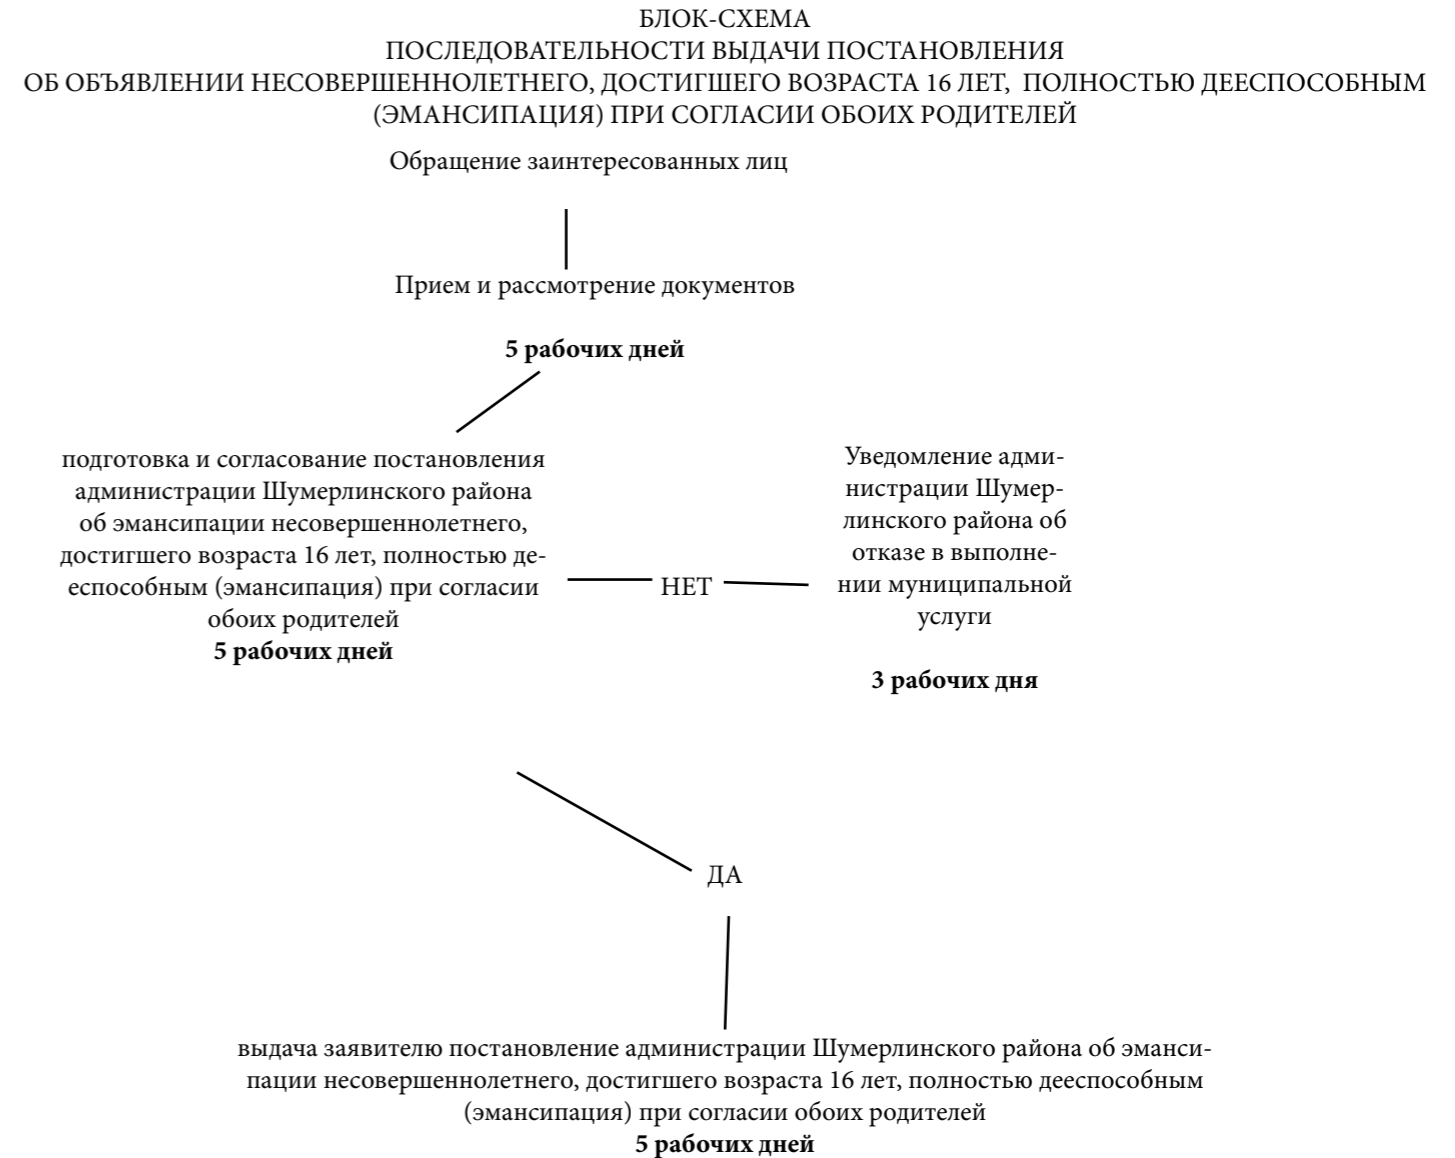 БЛОК-СХЕМА
ПОСЛЕДОВАТЕЛЬНОСТИ ВЫДАЧИ ПОСТАНОВЛЕНИЯ
ОБ ОБЪЯВЛЕНИИ НЕСОВЕРШЕННОЛЕТНЕГО, ДОСТИГШЕГО ВОЗРАСТА 16 ЛЕТ, ПОЛНОСТЬЮ ДЕЕСПОСОБНЫМ
(ЭМАНСИПАЦИЯ) ПРИ СОГЛАСИИ ОБОИХ РОДИТЕЛЕЙ
Обращение заинтересованных лиц
Прием и рассмотрение документов
5 рабочих дней
подготовка и согласование постановления
администрации Шумерлинского района
об эмансипации несовершеннолетнего,
достигшего возраста 16 лет, полностью де-
еспособным (эмансипация) при согласии
обоих родителей
5 рабочих дней
НЕТ
Уведомление адми-
нистрации Шумер-
линского района об
отказе в выполне-
нии муниципальной
услуги
3 рабочих дня
ДА
выдача заявителю постановление администрации Шумерлинского района об эманси-
пации несовершеннолетнего, достигшего возраста 16 лет, полностью дееспособным
(эмансипация) при согласии обоих родителей
5 рабочих дней